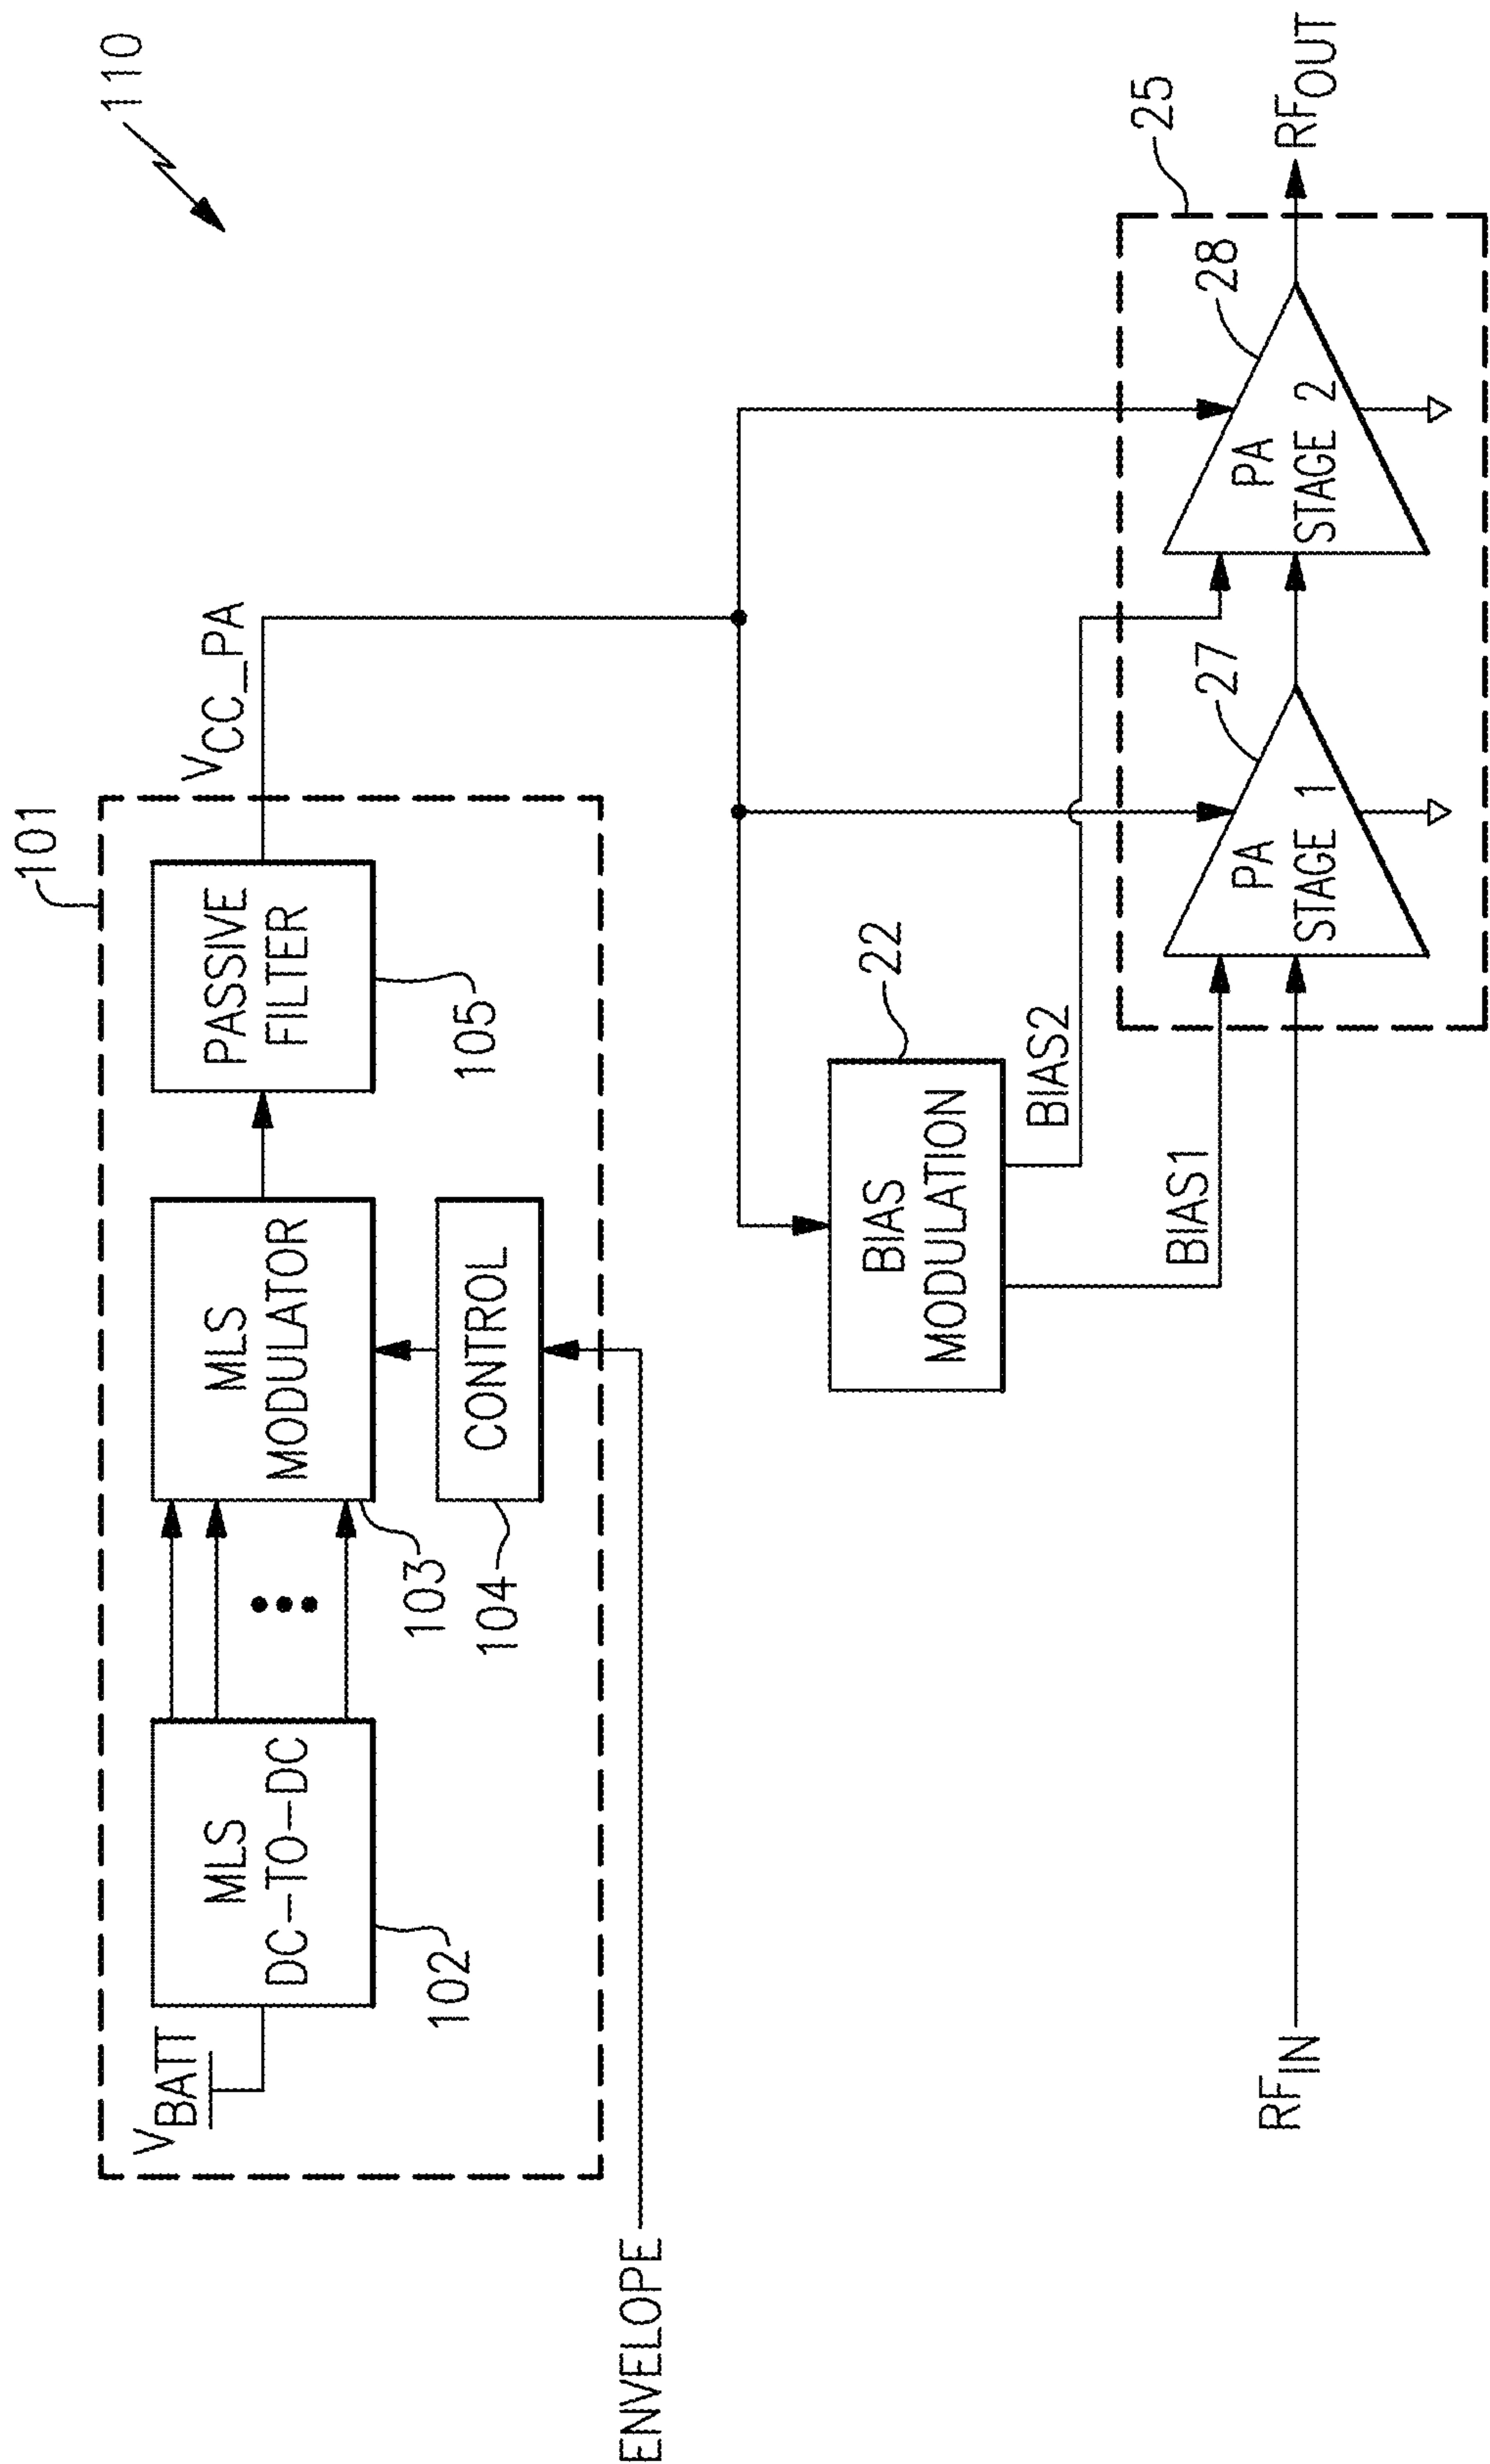 110
101
VBATT
MLS
DC-TO-DC
102
MLS
MODULATOR
103
CONTROL
104
PASSIVE
FILTER
105
VCC_PA
ENVELOPE
BIAS
MODULATION
22
BIAS2
BIAS1
25
PA
STAGE 1
27
PA
STAGE 2
28
RFIN
RFOUT